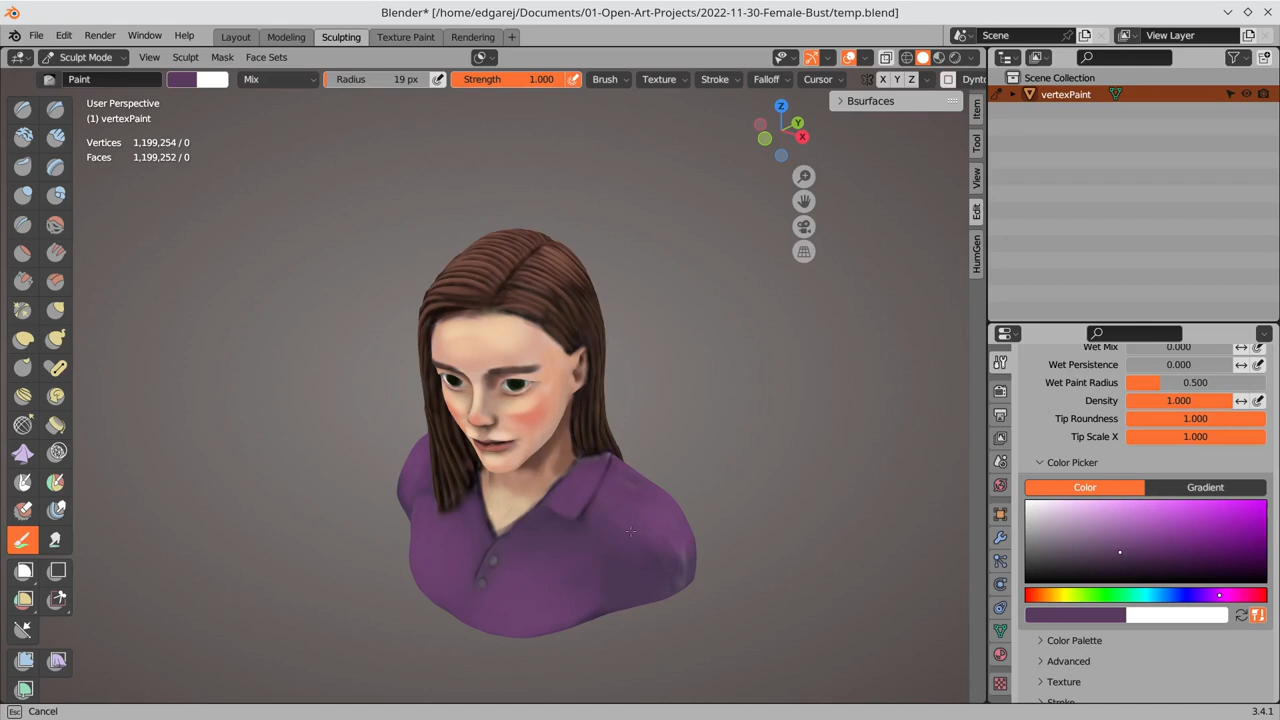 Blender* [/home/edgarej/Documents/01-Open-Art-Projects/2022-11-30-Female-Bust/temp.blend]
File Edit Render Window Help Layout Modeling Sculpting Texture Paint Rendering + Scene View Layer
Sculpt Mode View Sculpt Mask Face Sets
Paint Mix Radius 19 px Strength 1.000 Brush Texture Stroke Falloff Cursor X Y Z Dynto
Scene Collection
vertexPaint
User Perspective
(1) vertexPaint
Vertices 1,199,254 / 0
Faces 1,199,252 / 0
Bsurfaces
Z
Y
X
Item
Tool
View
Edit
HumGen
Wet Mix 0.000
Wet Persistence 0.000
Wet Paint Radius 0.500
Density 1.000
Tip Roundness 1.000
Tip Scale X 1.000
Color Picker
Color Gradient
Color Palette
Advanced
Texture
Stroke
Esc Cancel 3.4.1